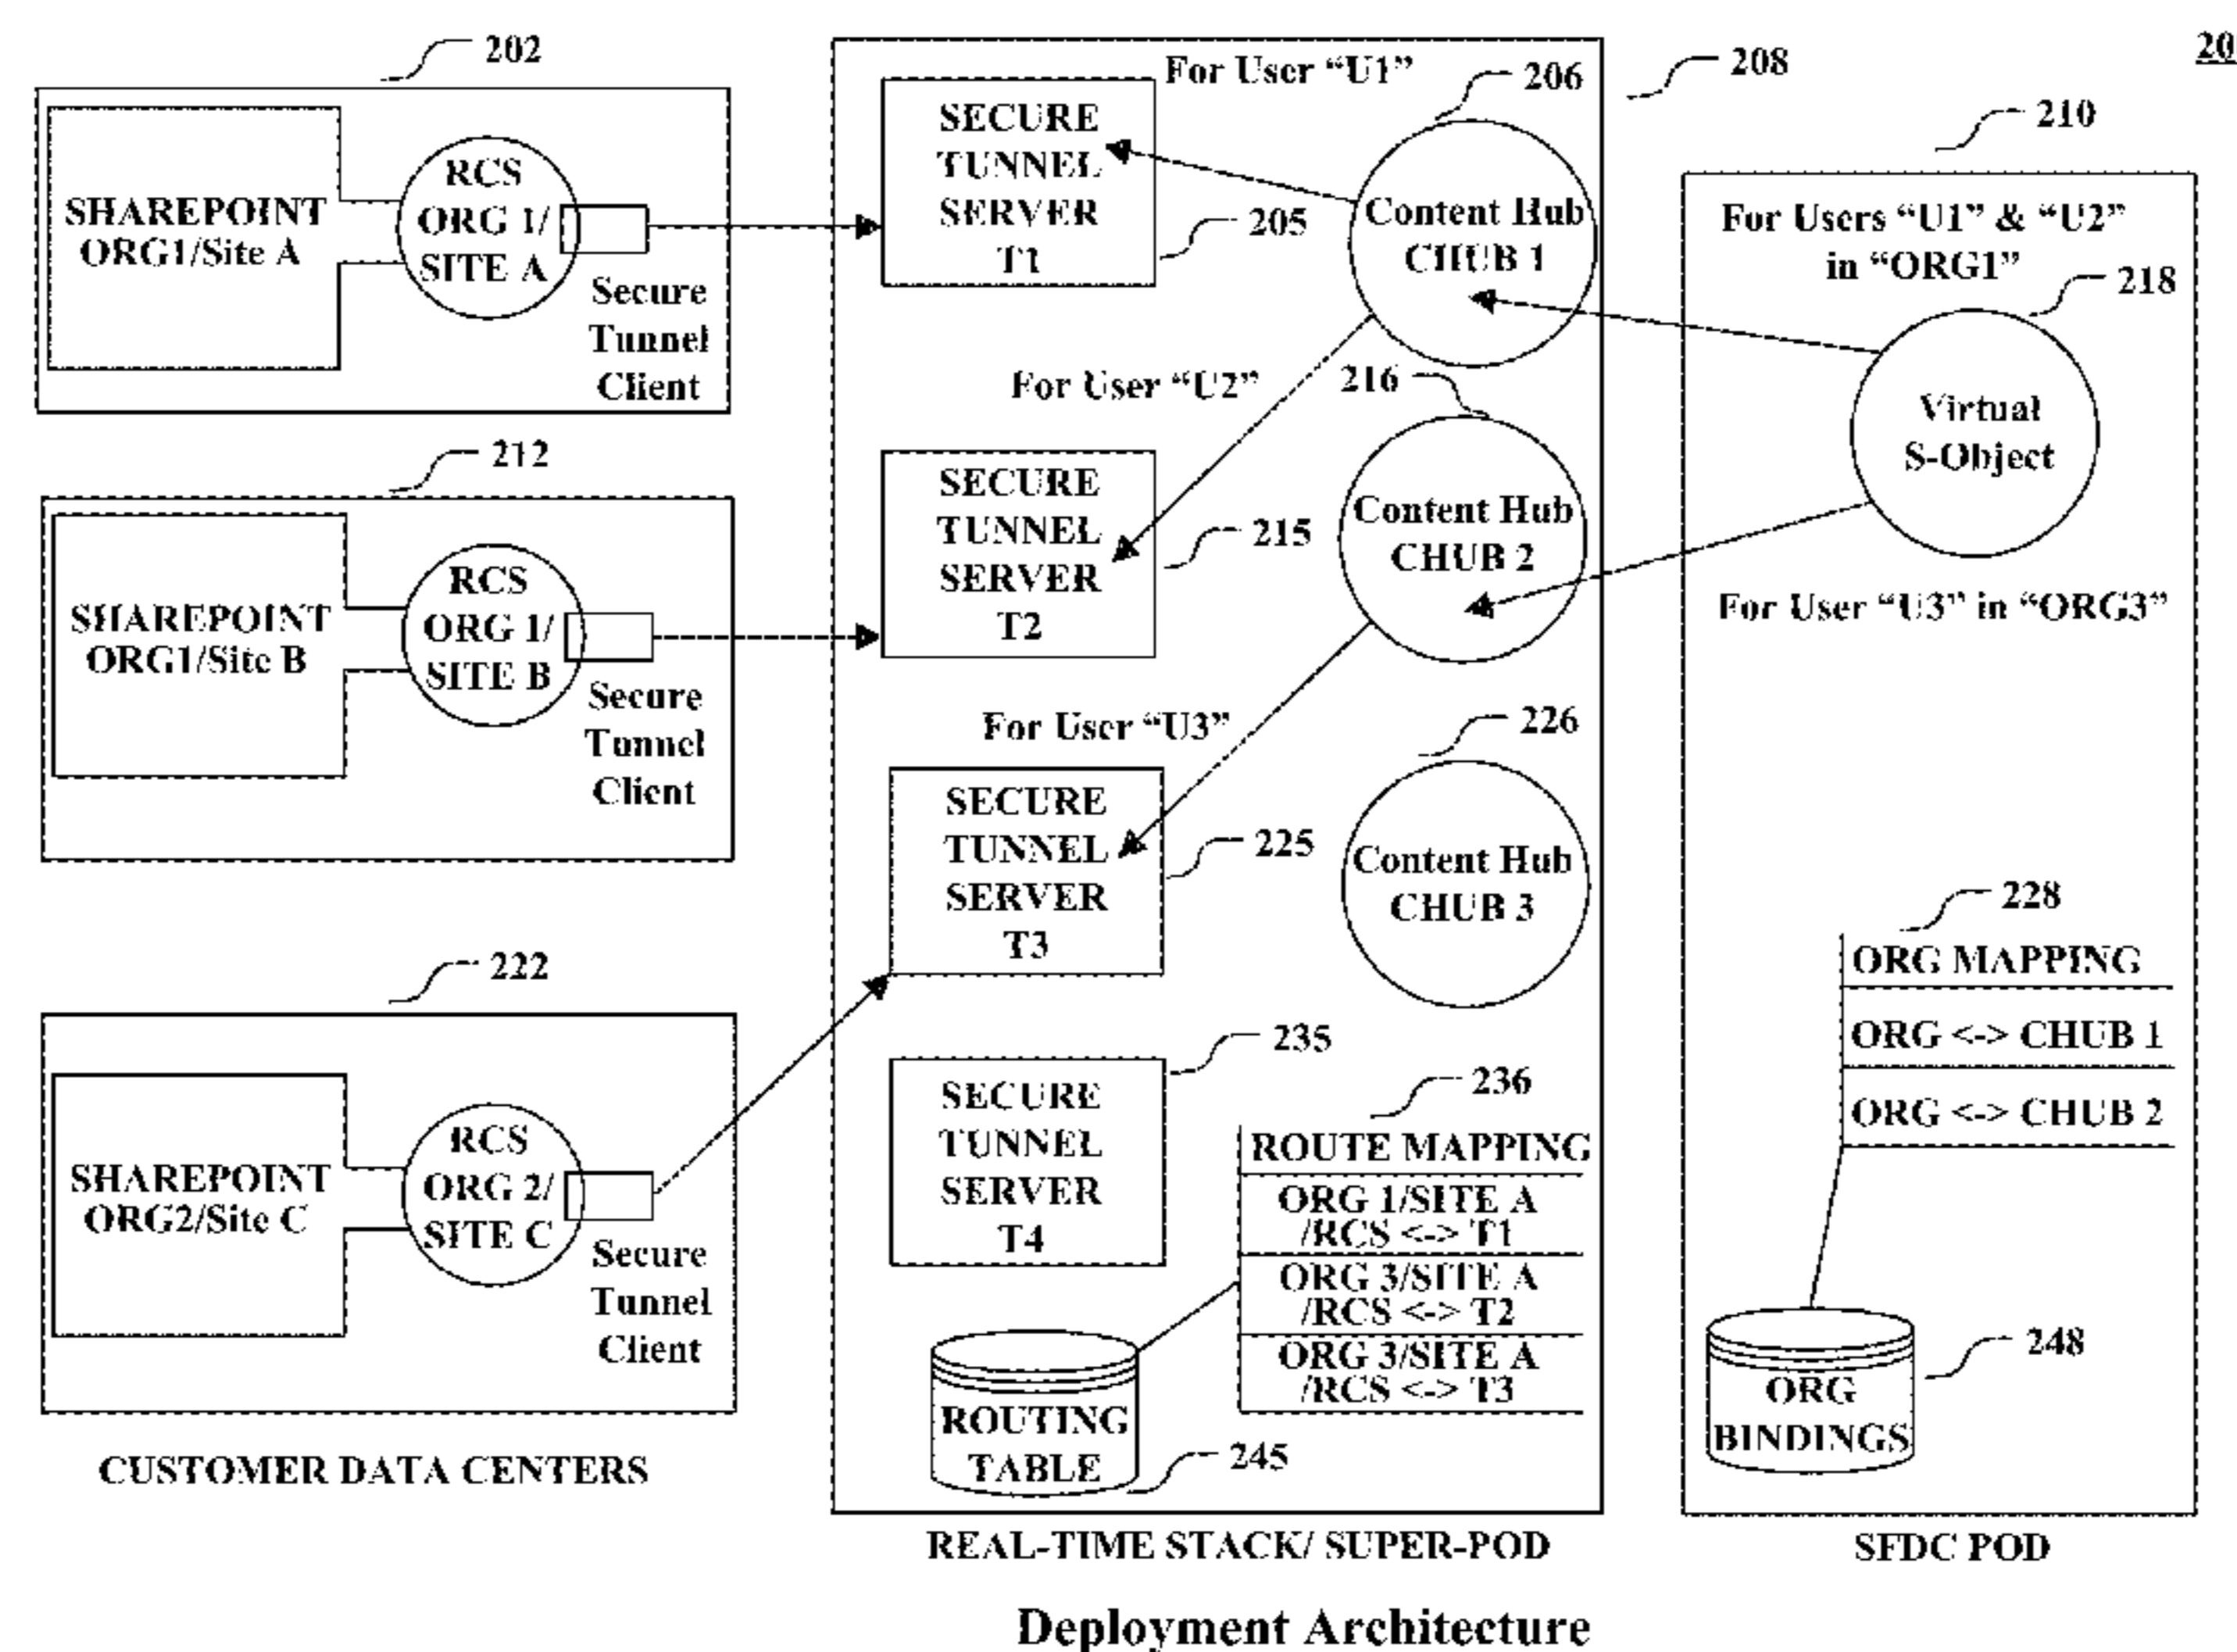 20
202
SHAREPOINT
ORG1/Site A
RCS
ORG 1/
SITE A
Secure
Tunnel
Client
212
SHAREPOINT
ORG1/Site B
RCS
ORG 1/
SITE B
Secure
Tunnel
Client
222
SHAREPOINT
ORG2/Site C
RCS
ORG 2/
SITE C
Secure
Tunnel
Client
CUSTOMER DATA CENTERS
208
For User “U1”
SECURE
TUNNEL
SERVER
T1
205
206
Content Hub
CHUB 1
For User “U2”
SECURE
TUNNEL
SERVER
T2
215
216
Content Hub
CHUB 2
For User “U3”
SECURE
TUNNEL
SERVER
T3
225
226
Content Hub
CHUB 3
SECURE
TUNNEL
SERVER
T4
235
236
ROUTE MAPPING
ORG 1/SITE A
/RCS <-> T1
ORG 3/SITE A
/RCS <-> T2
ORG 3/SITE A
/RCS <-> T3
ROUTING
TABLE
245
REAL-TIME STACK/ SUPER-POD
210
For Users “U1” & “U2”
in “ORG1”
218
Virtual
S-Object
For User “U3” in “ORG3”
228
ORG MAPPING
ORG <-> CHUB 1
ORG <-> CHUB 2
ORG
BINDINGS
248
SFDC POD
Deployment Architecture